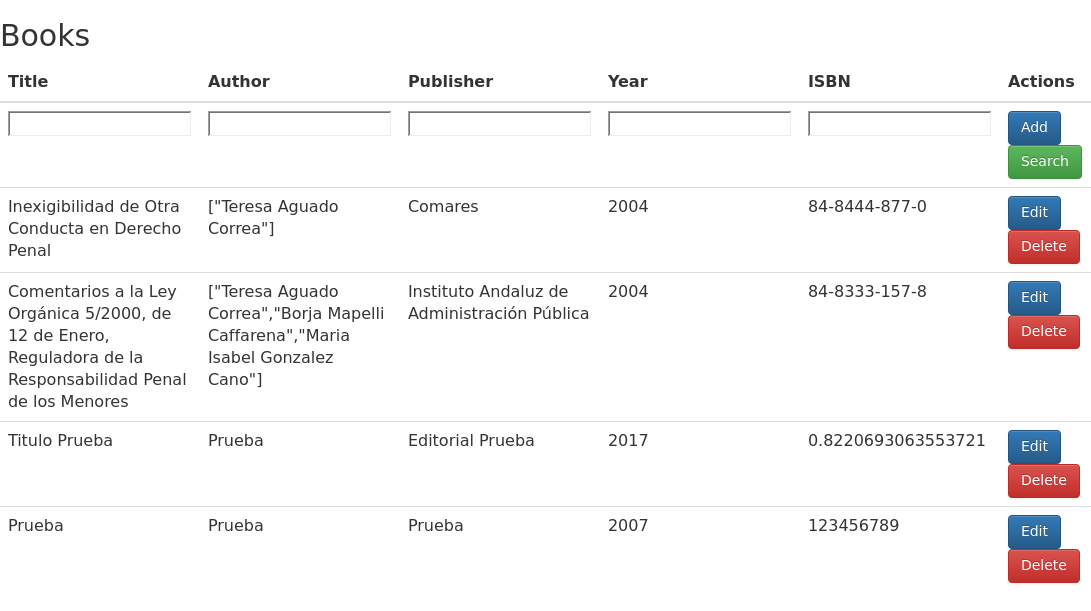 Books
Title Author Publisher Year ISBN Actions
Add
Search
Inexigibilidad de Otra
Conducta en Derecho
Penal
["Teresa Aguado
Correa"]
Comares
2004
84-8444-877-0
Edit
Delete
Comentarios a la Ley
Orgánica 5/2000, de
12 de Enero,
Reguladora de la
Responsabilidad Penal
de los Menores
["Teresa Aguado
Correa","Borja Mapelli
Caffarena","Maria
Isabel Gonzalez
Cano"]
Instituto Andaluz de
Administración Pública
2004
84-8333-157-8
Edit
Delete
Titulo Prueba
Prueba
Editorial Prueba
2017
0.8220693063553721
Edit
Delete
Prueba
Prueba
Prueba
2007
123456789
Edit
Delete